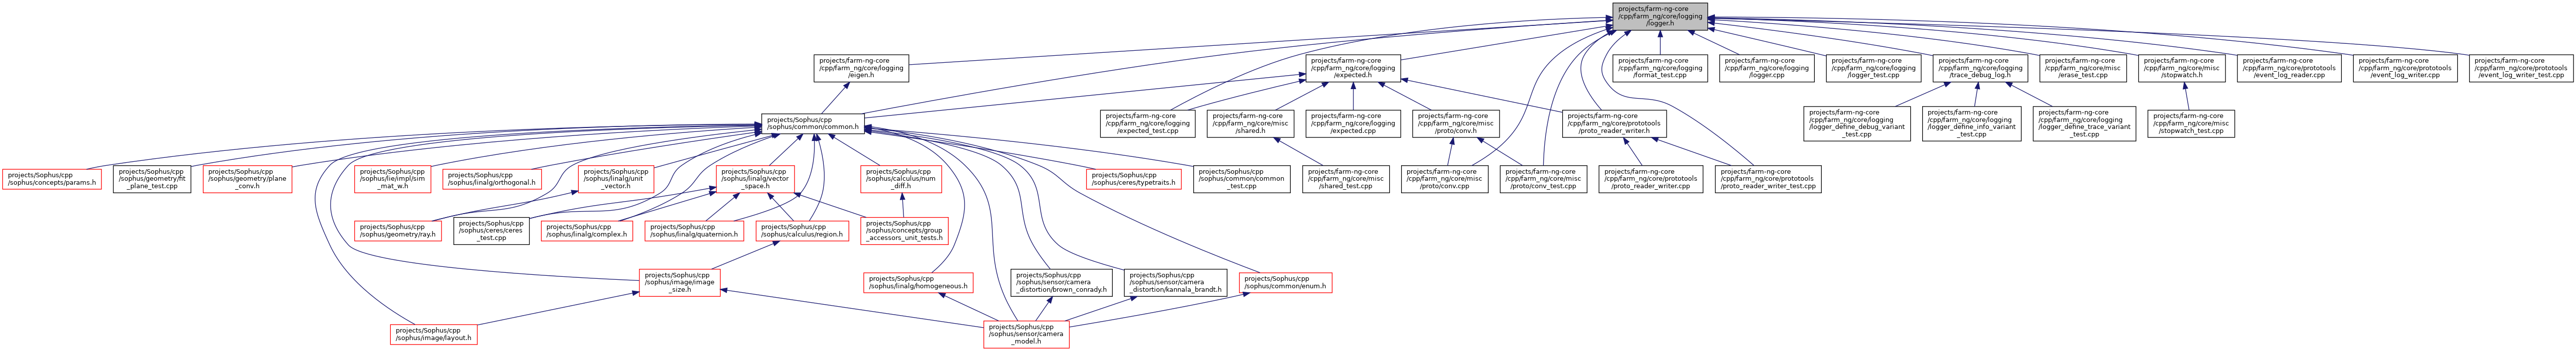 projects/farm-ng-core
/cpp/farm_ng/core/logging
/logger.h
projects/farm-ng-core
/cpp/farm_ng/core/logging
/eigen.h
projects/farm-ng-core
/cpp/farm_ng/core/logging
/expected.h
projects/farm-ng-core
/cpp/farm_ng/core/logging
/format_test.cpp
projects/farm-ng-core
/cpp/farm_ng/core/logging
/logger.cpp
projects/farm-ng-core
/cpp/farm_ng/core/logging
/logger_test.cpp
projects/farm-ng-core
/cpp/farm_ng/core/logging
/trace_debug_log.h
projects/farm-ng-core
/cpp/farm_ng/core/misc
/erase_test.cpp
projects/farm-ng-core
/cpp/farm_ng/core/misc
/stopwatch.h
projects/farm-ng-core
/cpp/farm_ng/core/prototools
/event_log_reader.cpp
projects/farm-ng-core
/cpp/farm_ng/core/prototools
/event_log_writer.cpp
projects/farm-ng-core
/cpp/farm_ng/core/prototools
/event_log_writer_test.cpp
projects/Sophus/cpp
/sophus/common/common.h
projects/farm-ng-core
/cpp/farm_ng/core/logging
/expected_test.cpp
projects/farm-ng-core
/cpp/farm_ng/core/misc
/shared.h
projects/farm-ng-core
/cpp/farm_ng/core/logging
/expected.cpp
projects/farm-ng-core
/cpp/farm_ng/core/misc
/proto/conv.h
projects/farm-ng-core
/cpp/farm_ng/core/prototools
/proto_reader_writer.h
projects/farm-ng-core
/cpp/farm_ng/core/logging
/logger_define_debug_variant
_test.cpp
projects/farm-ng-core
/cpp/farm_ng/core/logging
/logger_define_info_variant
_test.cpp
projects/farm-ng-core
/cpp/farm_ng/core/logging
/logger_define_trace_variant
_test.cpp
projects/farm-ng-core
/cpp/farm_ng/core/misc
/stopwatch_test.cpp
projects/Sophus/cpp
/sophus/concepts/params.h
projects/Sophus/cpp
/sophus/geometry/fit
_plane_test.cpp
projects/Sophus/cpp
/sophus/geometry/plane
_conv.h
projects/Sophus/cpp
/sophus/lie/impl/sim
_mat_w.h
projects/Sophus/cpp
/sophus/linalg/orthogonal.h
projects/Sophus/cpp
/sophus/linalg/unit
_vector.h
projects/Sophus/cpp
/sophus/linalg/vector
_space.h
projects/Sophus/cpp
/sophus/calculus/num
_diff.h
projects/Sophus/cpp
/sophus/ceres/typetraits.h
projects/Sophus/cpp
/sophus/common/common
_test.cpp
projects/farm-ng-core
/cpp/farm_ng/core/misc
/shared_test.cpp
projects/farm-ng-core
/cpp/farm_ng/core/misc
/proto/conv.cpp
projects/farm-ng-core
/cpp/farm_ng/core/misc
/proto/conv_test.cpp
projects/farm-ng-core
/cpp/farm_ng/core/prototools
/proto_reader_writer.cpp
projects/farm-ng-core
/cpp/farm_ng/core/prototools
/proto_reader_writer_test.cpp
projects/Sophus/cpp
/sophus/geometry/ray.h
projects/Sophus/cpp
/sophus/ceres/ceres
_test.cpp
projects/Sophus/cpp
/sophus/linalg/complex.h
projects/Sophus/cpp
/sophus/linalg/quaternion.h
projects/Sophus/cpp
/sophus/calculus/region.h
projects/Sophus/cpp
/sophus/concepts/group
_accessors_unit_tests.h
projects/Sophus/cpp
/sophus/image/image
_size.h
projects/Sophus/cpp
/sophus/linalg/homogeneous.h
projects/Sophus/cpp
/sophus/sensor/camera
_distortion/brown_conrady.h
projects/Sophus/cpp
/sophus/sensor/camera
_distortion/kannala_brandt.h
projects/Sophus/cpp
/sophus/common/enum.h
projects/Sophus/cpp
/sophus/image/layout.h
projects/Sophus/cpp
/sophus/sensor/camera
_model.h